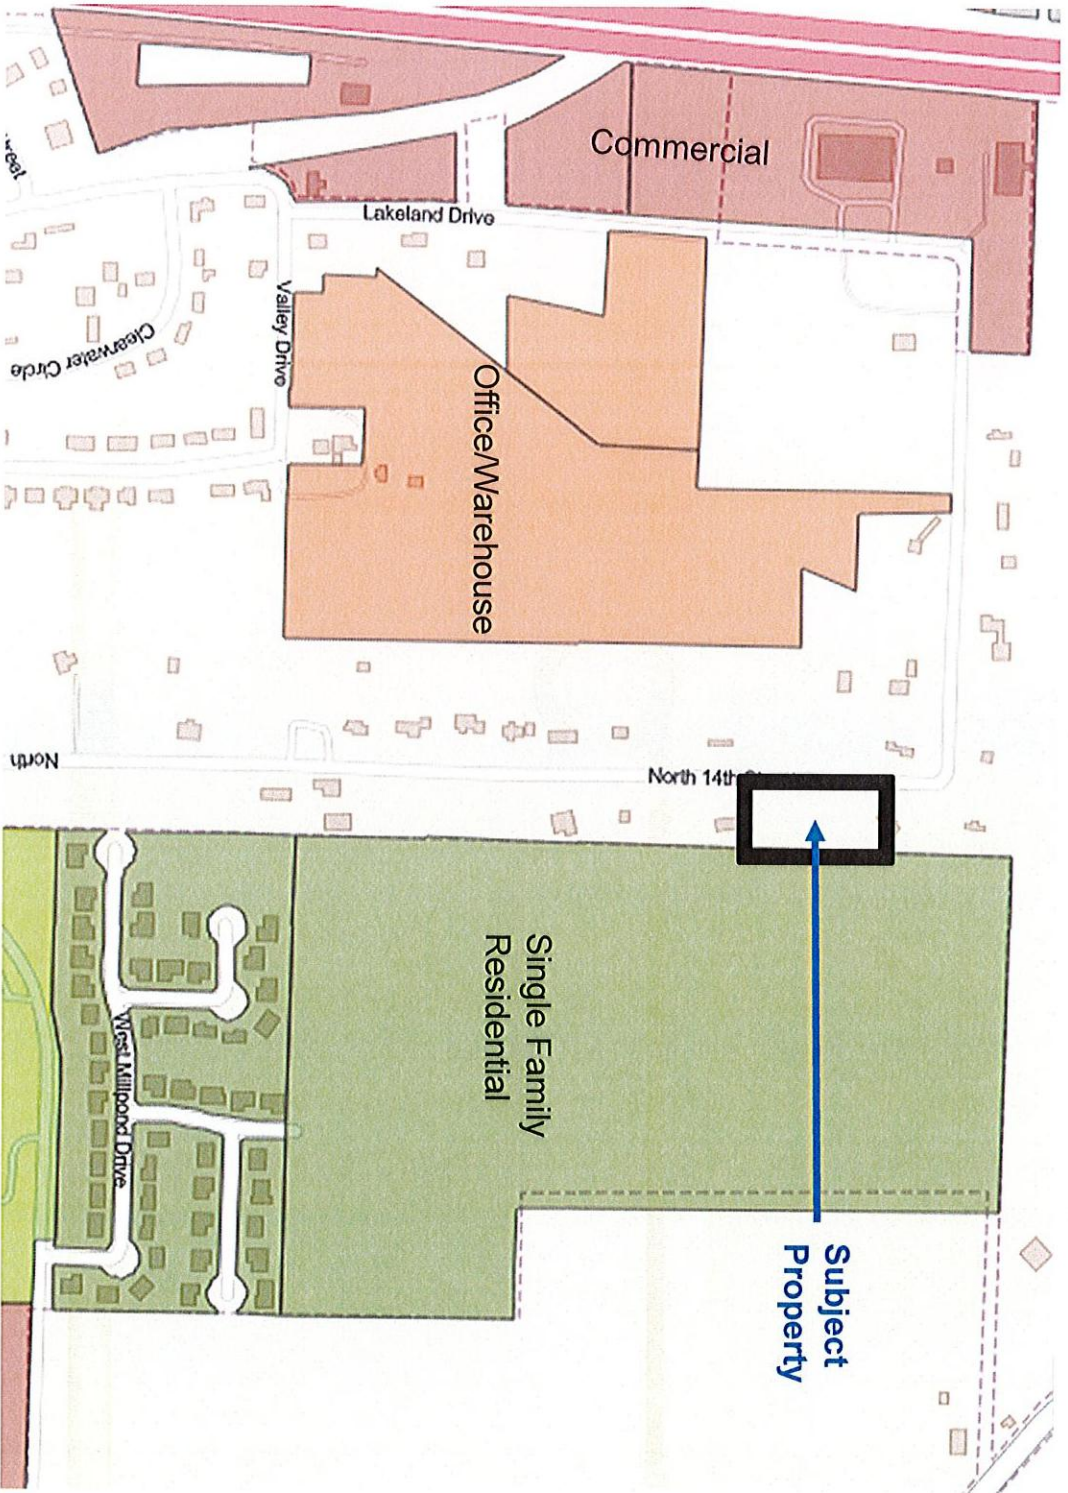 Commercial
Lakeland Drive
Valley Drive
Clearwater Circle
Office/Warehouse
North
North 14th
Single Family
Residential
West Millpond Drive
Subject
Property